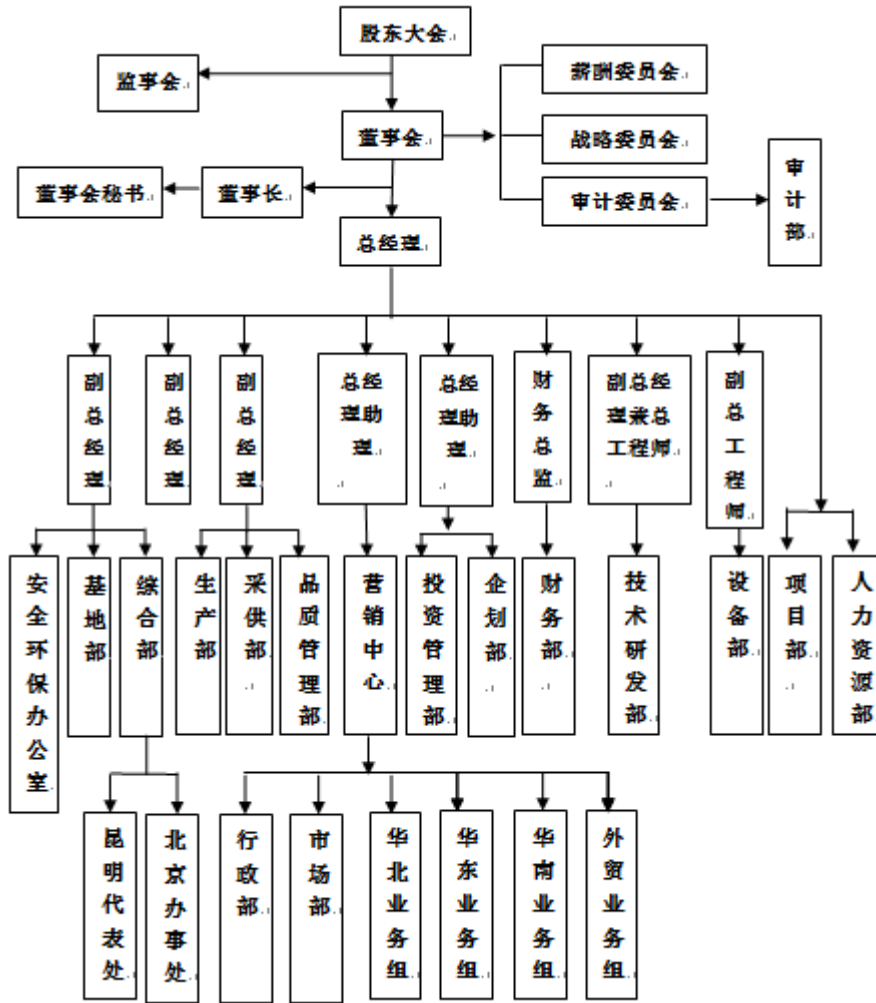 股东大会
监事会
薪酬委员会
董事会
战略委员会
审计部
董事会秘书
董事长
审计委员会
总经理
副总经理
副总经理
副总经理
总经
理助
理
总经
理助
理
财务总监
副总经
理兼总
工程师
副总工程师
安全环保办公室
基地部
综合部
生产部
采供部
品质管理部
营销中心
投资管理部
企划部
财务部
技术研发部
设备部
项目部
人力资源部
昆明代表处
北京办事处
行政部
市场部
华北业务组
华东业务组
华南业务组
外贸业务组